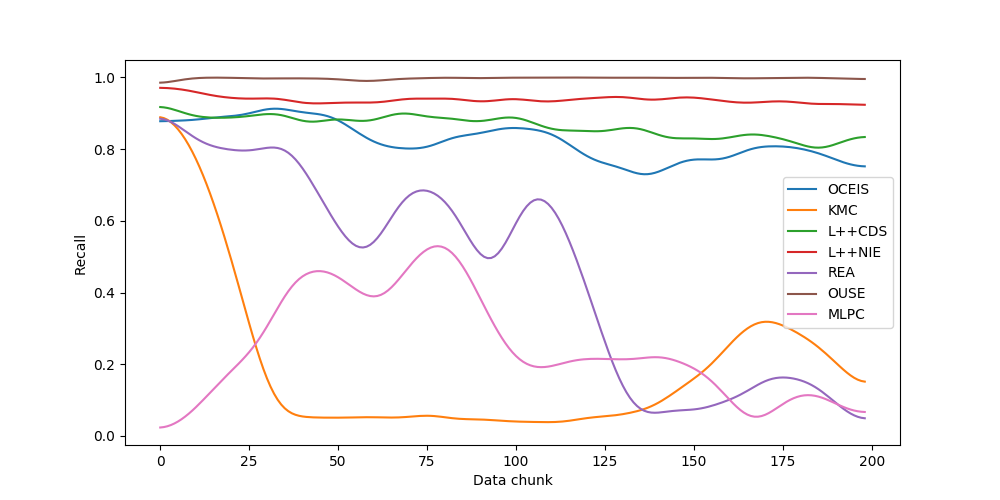 1.0
0.8
0.6
0.4
0.2
0.0
Recall
0 25 50 75 100 125 150 175 200
Data chunk
OCEIS
KMC
L++CDS
L++NIE
REA
OUSE
MLPC